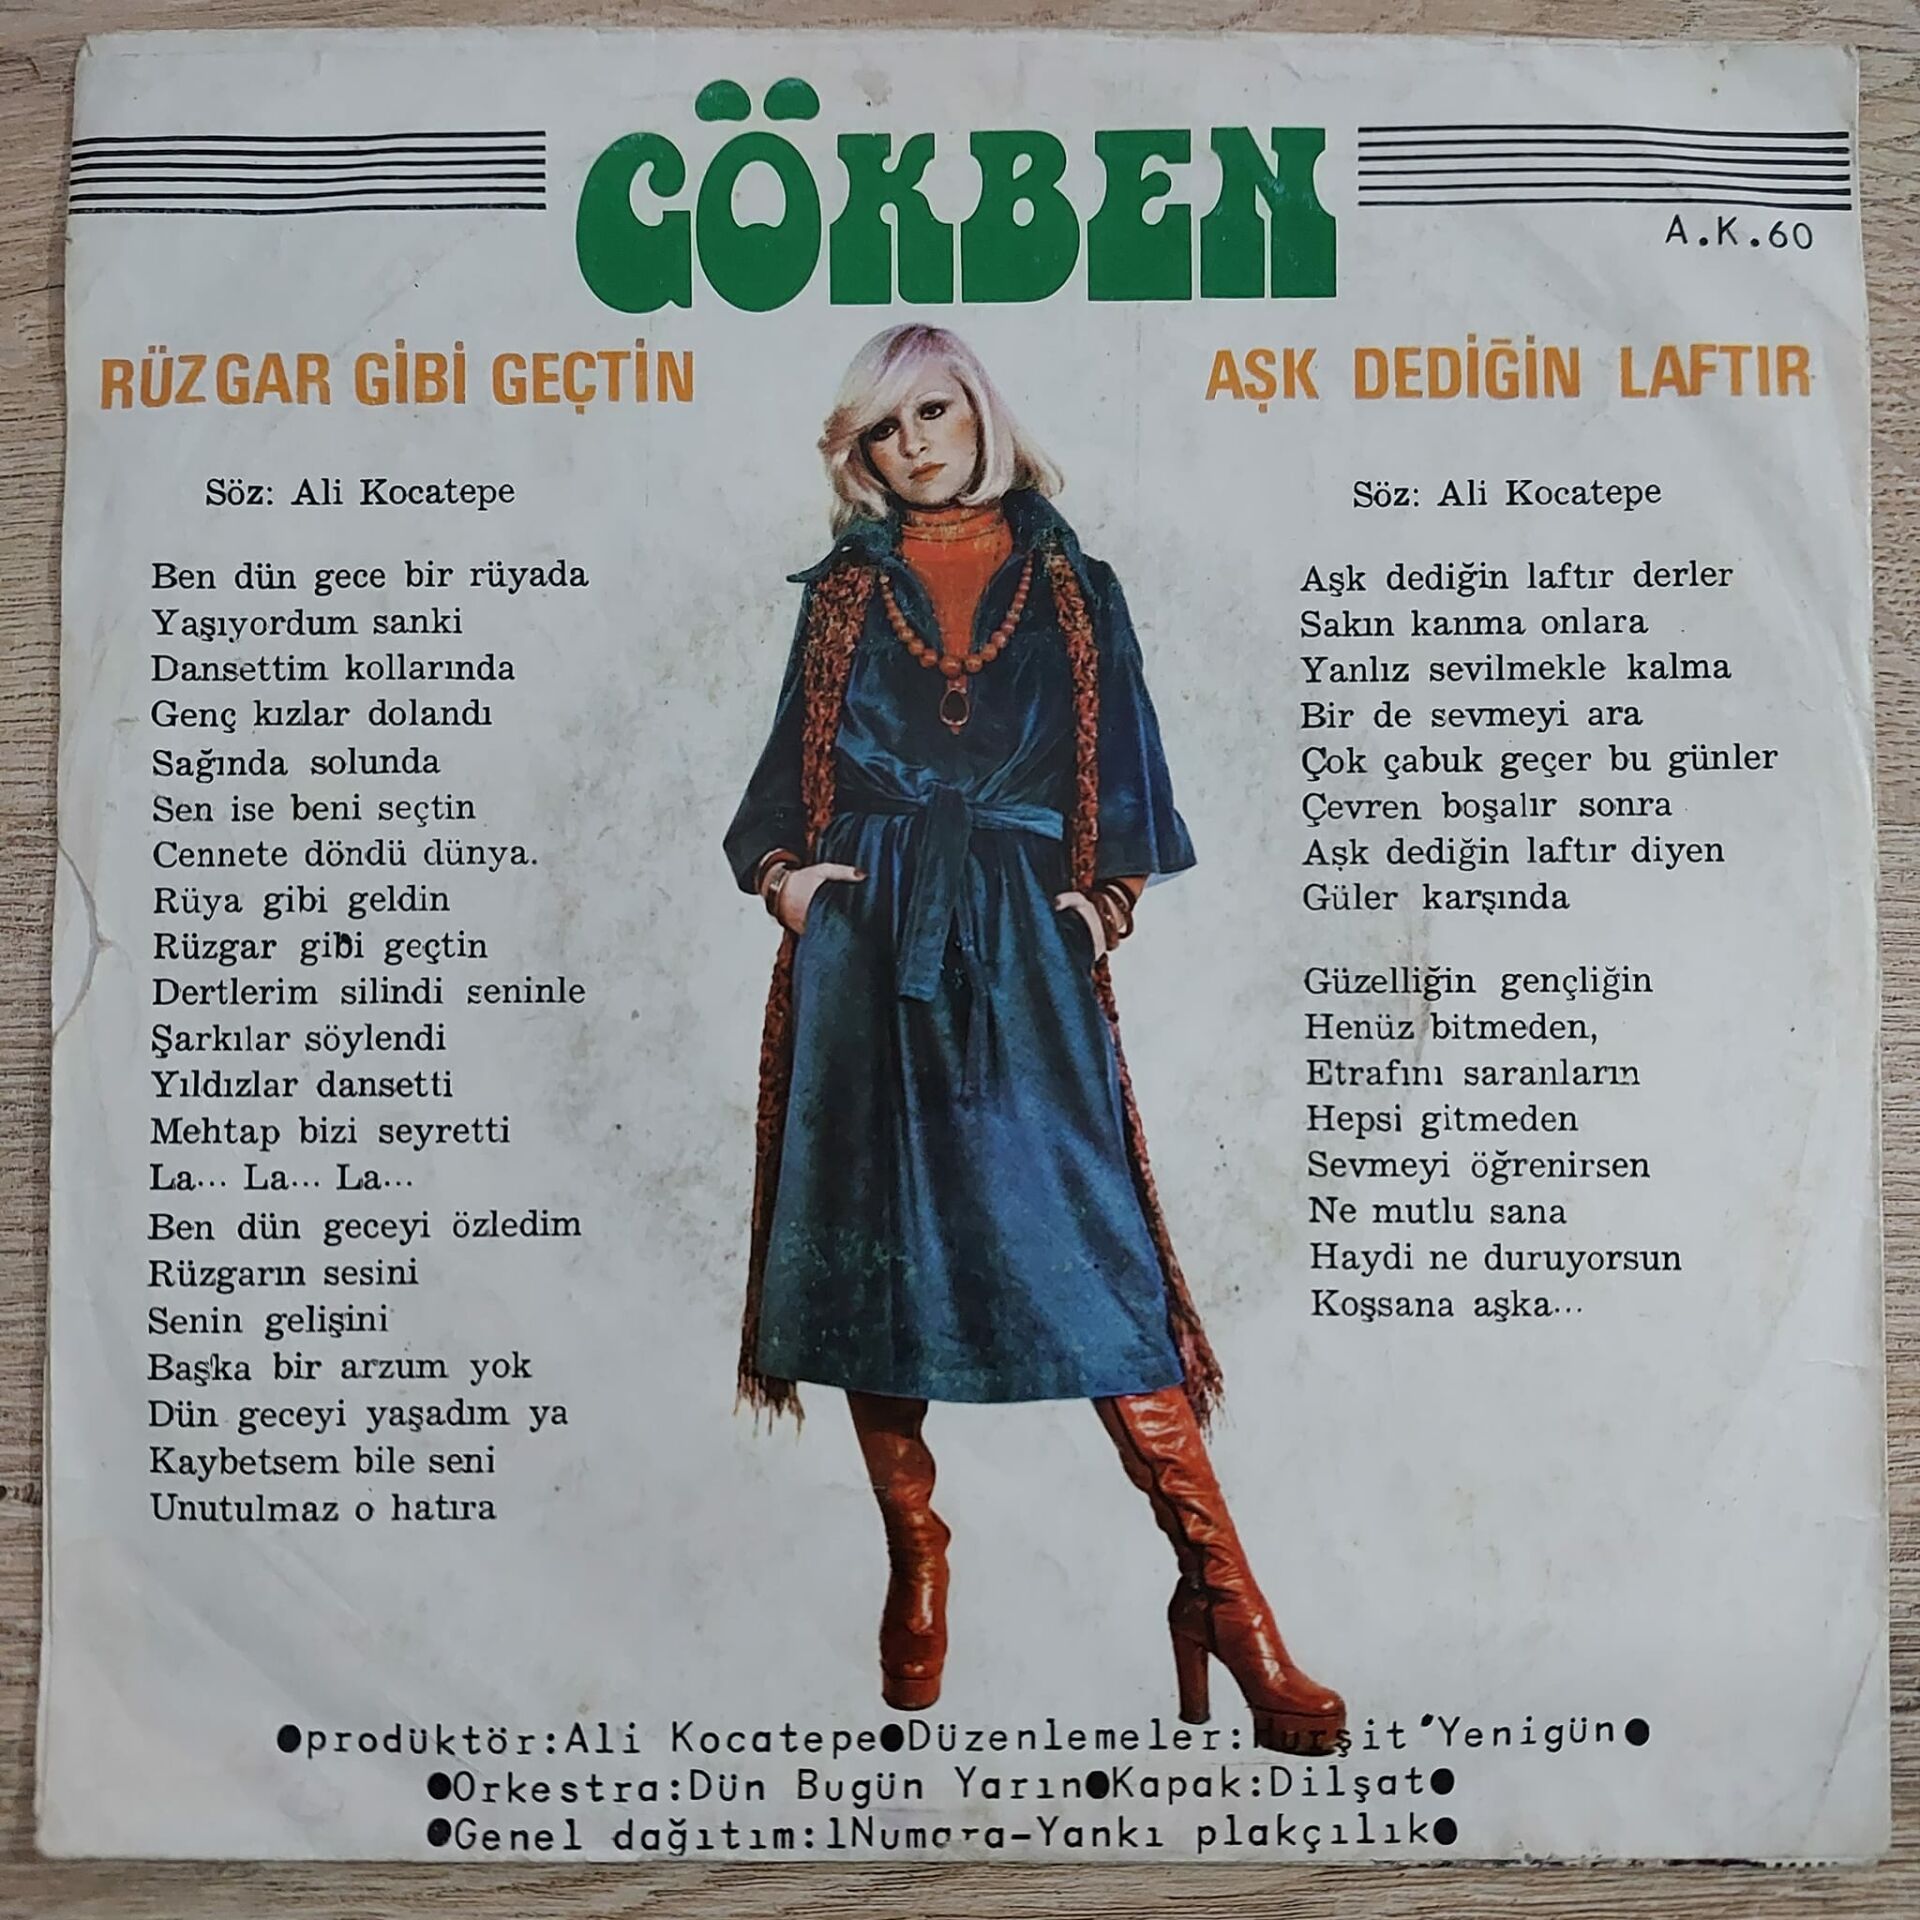 GÖKBEN
A.K.60
RÜZGAR GİBİ GEÇTİN
Söz: Ali Kocatepe
Ben dün gece bir rüyada
Yaşıyordum sanki
Dansettim kollarında
Genç kızlar dolandı
Sağında solunda
Sen ise beni seçtin
Cennete döndü dünya.
Rüya gibi geldin
Rüzgar gibi geçtin
Dertlerim silindi seninle
Şarkılar söylendi
Yıldızlar dansetti
Mehtap bizi seyretti
La... La... La...
Ben dün geceyi özledim
Rüzgarın sesini
Senin gelişini
Başka bir arzum yok
Dün geceyi yaşadım ya
Kaybetsem bile seni
Unutulmaz o hatıra
AŞK DEDİĞİN LAFTIR
Söz: Ali Kocatepe
Aşk dediğin laftır derler
Sakın kanma onlara
Yanlız sevilmekle kalma
Bir de sevmeyi ara
Çok çabuk geçer bu günler
Çevren boşalır sonra
Aşk dediğin laftır diyen
Güler karşında
Güzelliğin gençliğin
Henüz bitmeden,
Etrafını saranların
Hepsi gitmeden
Sevmeyi öğrenirsen
Ne mutlu sana
Haydi ne duruyorsun
Koşsana aşka...
●prodüktör:Ali Kocatepe●Düzenlemeler:Hurşit Yenigün●
●Orkestra:Dün Bugün Yarın●Kapak:Dilşat●
●Genel dağıtım:1Numara-Yankı plakçılık●